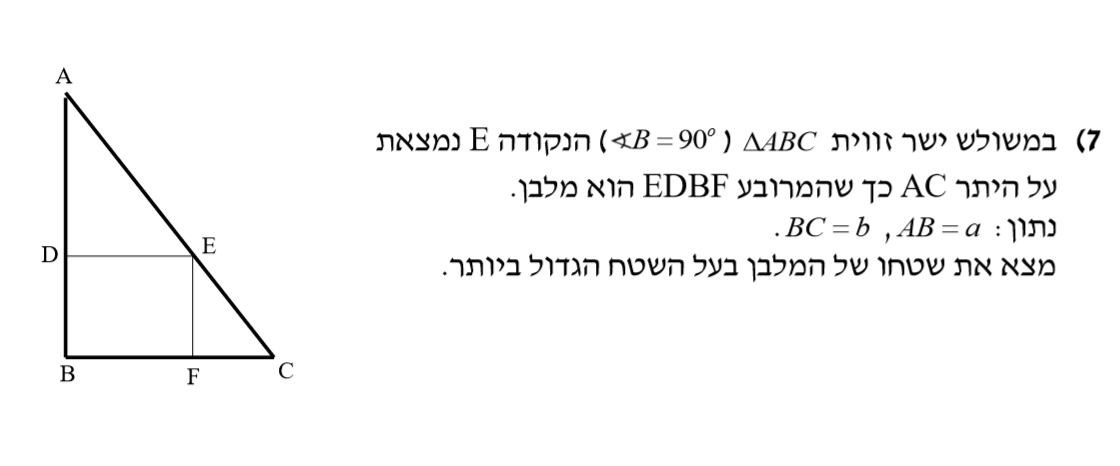 7) במשולש ישר זווית ΔABC (∢B = 90°) הנקודה E נמצאת
על היתר AC כך שהמרובע EDBF הוא מלבן.
נתון: AB = a , BC = b .
מצא את שטחו של המלבן בעל השטח הגדול ביותר.
A
D
E
B
F
C